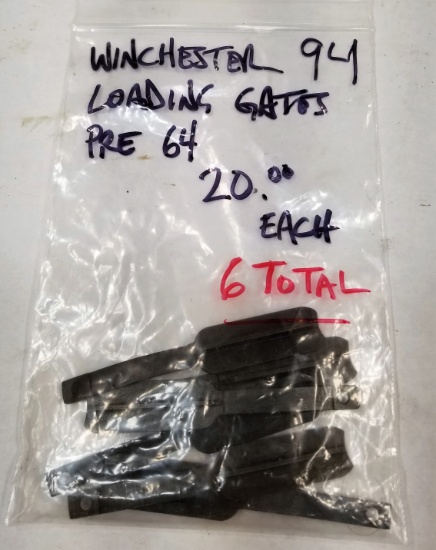 WINCHESTER 94
LOADING GATES
PRE 64
20.00
EACH
6 TOTAL